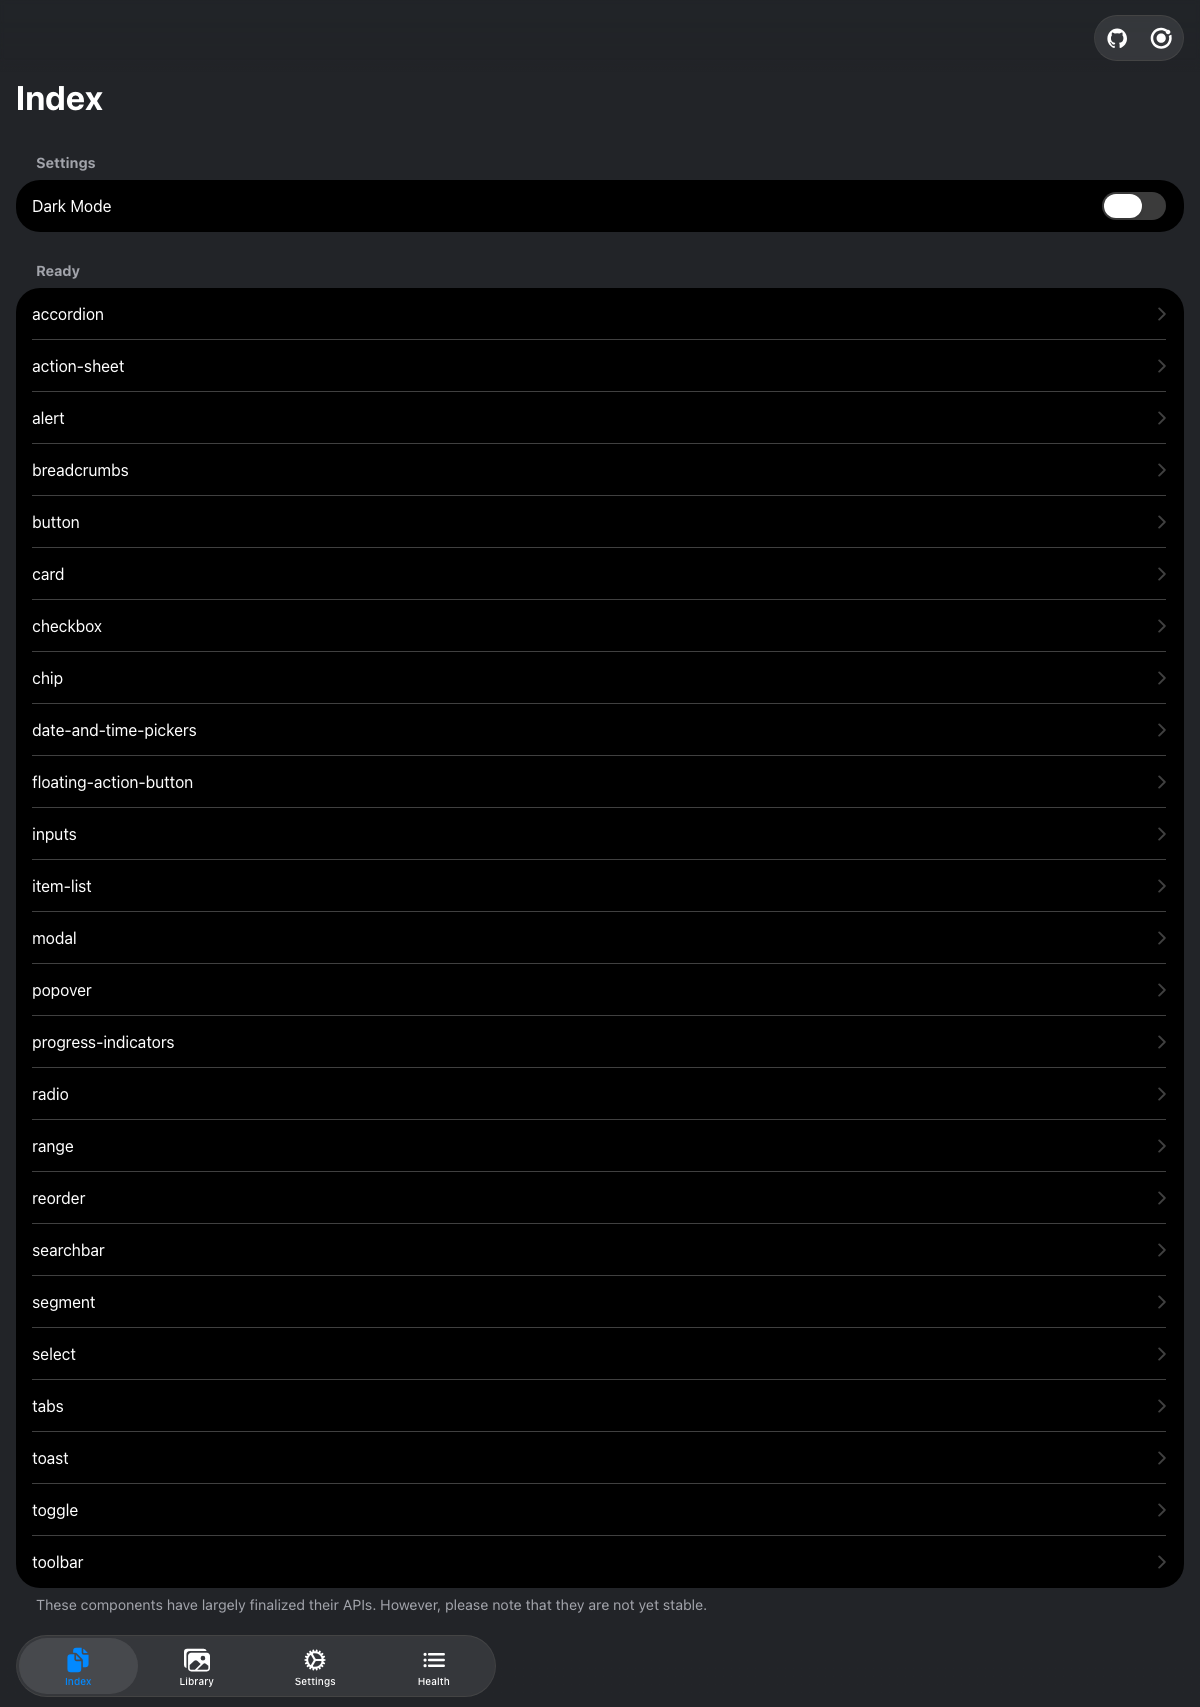 Index
Settings
Dark Mode
Ready
accordion
action-sheet
alert
breadcrumbs
button
card
checkbox
chip
date-and-time-pickers
floating-action-button
inputs
item-list
modal
popover
progress-indicators
radio
range
reorder
searchbar
segment
select
tabs
toast
toggle
toolbar
These components have largely finalized their APIs. However, please note that they are not yet stable.
Index
Library
Settings
Health